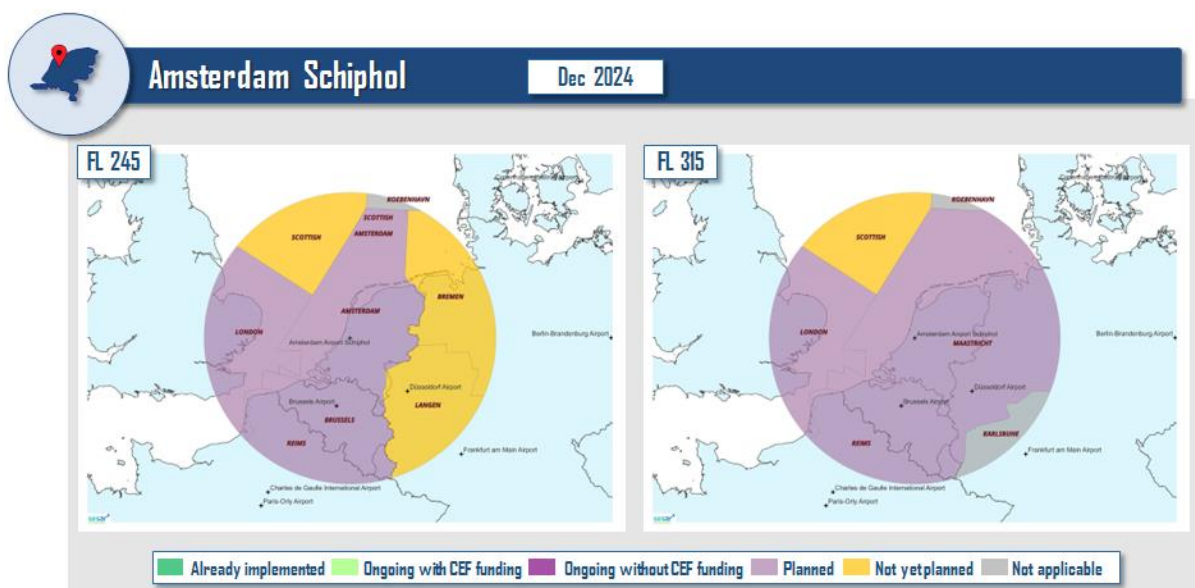 Amsterdam Schiphol
Dec 2024
FL 245
KOEBENHAVN
SCOTTISH
SCOTTISH
AMSTERDAM
BREMEN
AMSTERDAM
LONDON
Amsterdam Airport Schiphol
Berlin-Brandenburg Airport
Düsseldorf Airport
Brussels Airport
LANGEN
BRUSSELS
REIMS
Frankfurt am Main Airport
Charles de Gaulle International Airport
Paris-Orly Airport
FL 315
KOEBENHAVN
SCOTTISH
LONDON
Amsterdam Airport Schiphol
Berlin-Brandenburg Airport
MAASTRICHT
Düsseldorf Airport
Brussels Airport
KARLSRUHE
REIMS
Frankfurt am Main Airport
Charles de Gaulle International Airport
Paris-Orly Airport
Already implemented Ongoing with CEF funding Ongoing without CEF funding Planned Not yet planned Not applicable